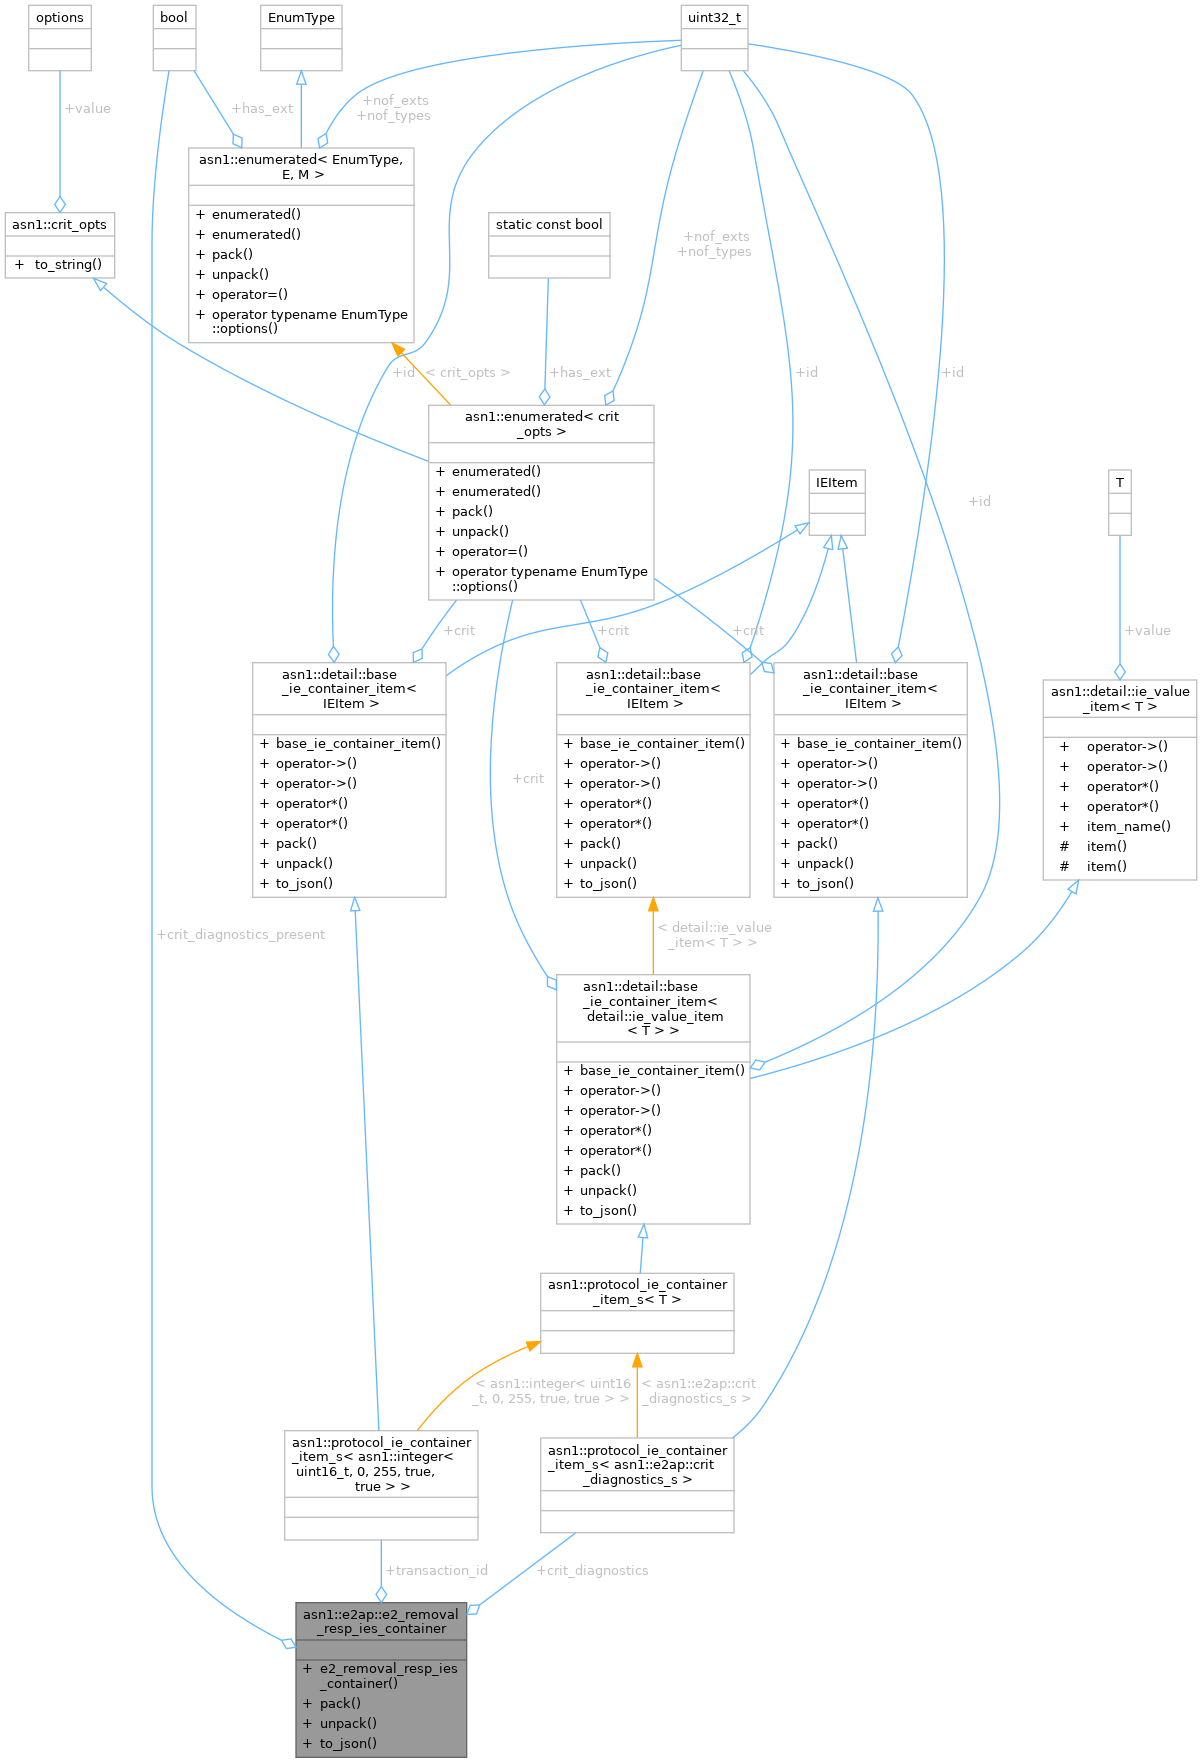 options
bool
EnumType
uint32_t
+value
+has_ext
+nof_exts
+nof_types
asn1::enumerated< EnumType,
E, M >
+ enumerated()
+ enumerated()
+ pack()
+ unpack()
+ operator=()
+ operator typename EnumType
::options()
asn1::crit_opts
+ to_string()
static const bool
+nof_exts
+nof_types
+id
< crit_opts >
+has_ext
+id
+id
asn1::enumerated< crit
_opts >
+ enumerated()
+ enumerated()
+ pack()
+ unpack()
+ operator=()
+ operator typename EnumType
::options()
IEItem
T
+id
+crit
+crit
+crit
+value
asn1::detail::base
_ie_container_item<
IEItem >
+ base_ie_container_item()
+ operator->()
+ operator->()
+ operator*()
+ operator*()
+ pack()
+ unpack()
+ to_json()
asn1::detail::base
_ie_container_item<
IEItem >
+ base_ie_container_item()
+ operator->()
+ operator->()
+ operator*()
+ operator*()
+ pack()
+ unpack()
+ to_json()
asn1::detail::base
_ie_container_item<
IEItem >
+ base_ie_container_item()
+ operator->()
+ operator->()
+ operator*()
+ operator*()
+ pack()
+ unpack()
+ to_json()
asn1::detail::ie_value
_item< T >
+ operator->()
+ operator->()
+ operator*()
+ operator*()
+ item_name()
# item()
# item()
+crit
+crit_diagnostics_present
< detail::ie_value
_item< T > >
asn1::detail::base
_ie_container_item<
detail::ie_value_item
< T > >
+ base_ie_container_item()
+ operator->()
+ operator->()
+ operator*()
+ operator*()
+ pack()
+ unpack()
+ to_json()
asn1::protocol_ie_container
_item_s< T >
< asn1::integer< uint16
_t, 0, 255, true, true > >
< asn1::e2ap::crit
_diagnostics_s >
asn1::protocol_ie_container
_item_s< asn1::integer<
uint16_t, 0, 255, true,
true > >
asn1::protocol_ie_container
_item_s< asn1::e2ap::crit
_diagnostics_s >
+transaction_id
+crit_diagnostics
asn1::e2ap::e2_removal
_resp_ies_container
+ e2_removal_resp_ies
_container()
+ pack()
+ unpack()
+ to_json()